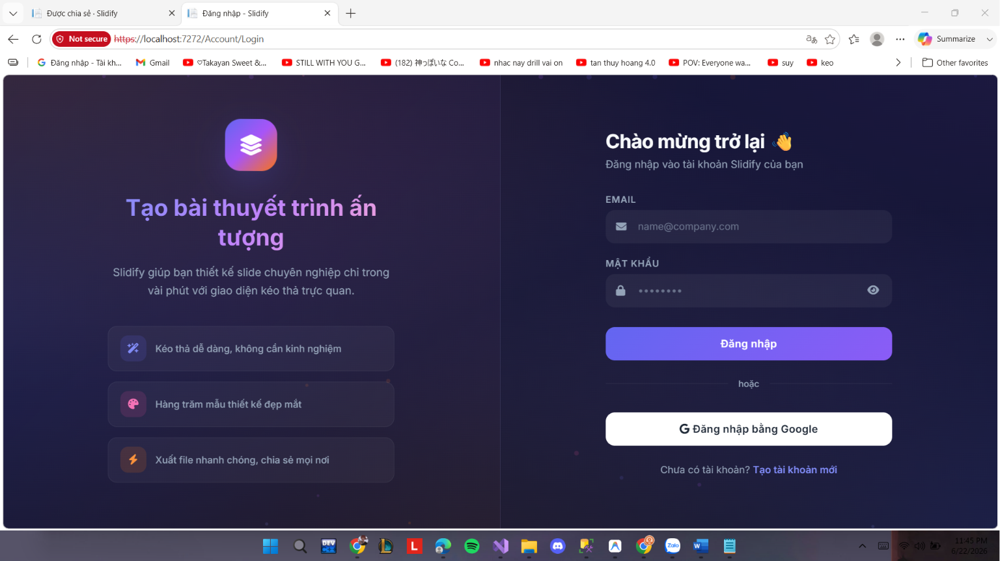 Được chia sẻ · Slidify
Đăng nhập - Slidify
Not secure
https://localhost:7272/Account/Login
Summarize
Đăng nhập - Tài kh...
Gmail
♡Takayan Sweet &...
STILL WITH YOU G...
(182) 神っぽいな Co...
nhac nay drill vai on
tan thuy hoang 4.0
POV: Everyone wa...
suy
keo
Other favorites
Tạo bài thuyết trình ấn
tượng
Slidify giúp bạn thiết kế slide chuyên nghiệp chỉ trong
vài phút với giao diện kéo thả trực quan.
Kéo thả dễ dàng, không cần kinh nghiệm
Hàng trăm mẫu thiết kế đẹp mắt
Xuất file nhanh chóng, chia sẻ mọi nơi
Chào mừng trở lại 👋
Đăng nhập vào tài khoản Slidify của bạn
EMAIL
name@company.com
MẬT KHẨU
••••••••
Đăng nhập
hoặc
G Đăng nhập bằng Google
Chưa có tài khoản? Tạo tài khoản mới
DEV
L
Zalo
W
11:45 PM
6/22/2026